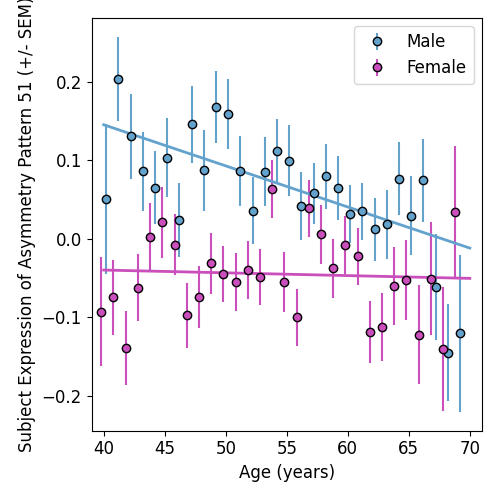 Male
Female
Subject Expression of Asymmetry Pattern 51 (+/- SEM)
0.2
0.1
0.0
−0.1
−0.2
40 45 50 55 60 65 70
Age (years)